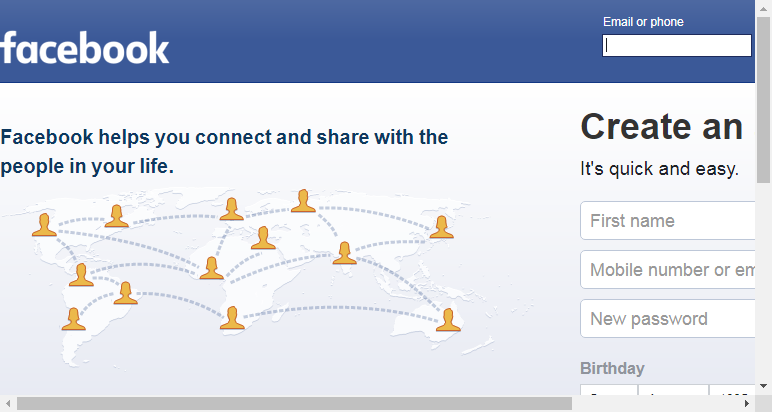 facebook
Email or phone
Facebook helps you connect and share with the
people in your life.
Create an
It's quick and easy.
First name
Mobile number or em
New password
Birthday